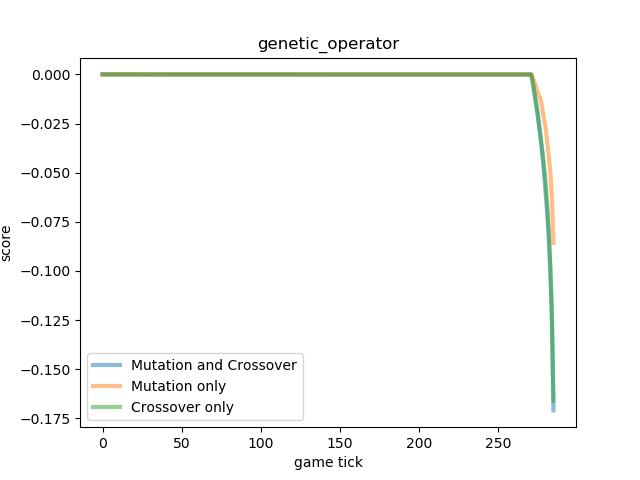 genetic_operator
0.000
−0.025
−0.050
−0.075
−0.100
−0.125
−0.150
−0.175
score
Mutation and Crossover
Mutation only
Crossover only
0 50 100 150 200 250
game tick